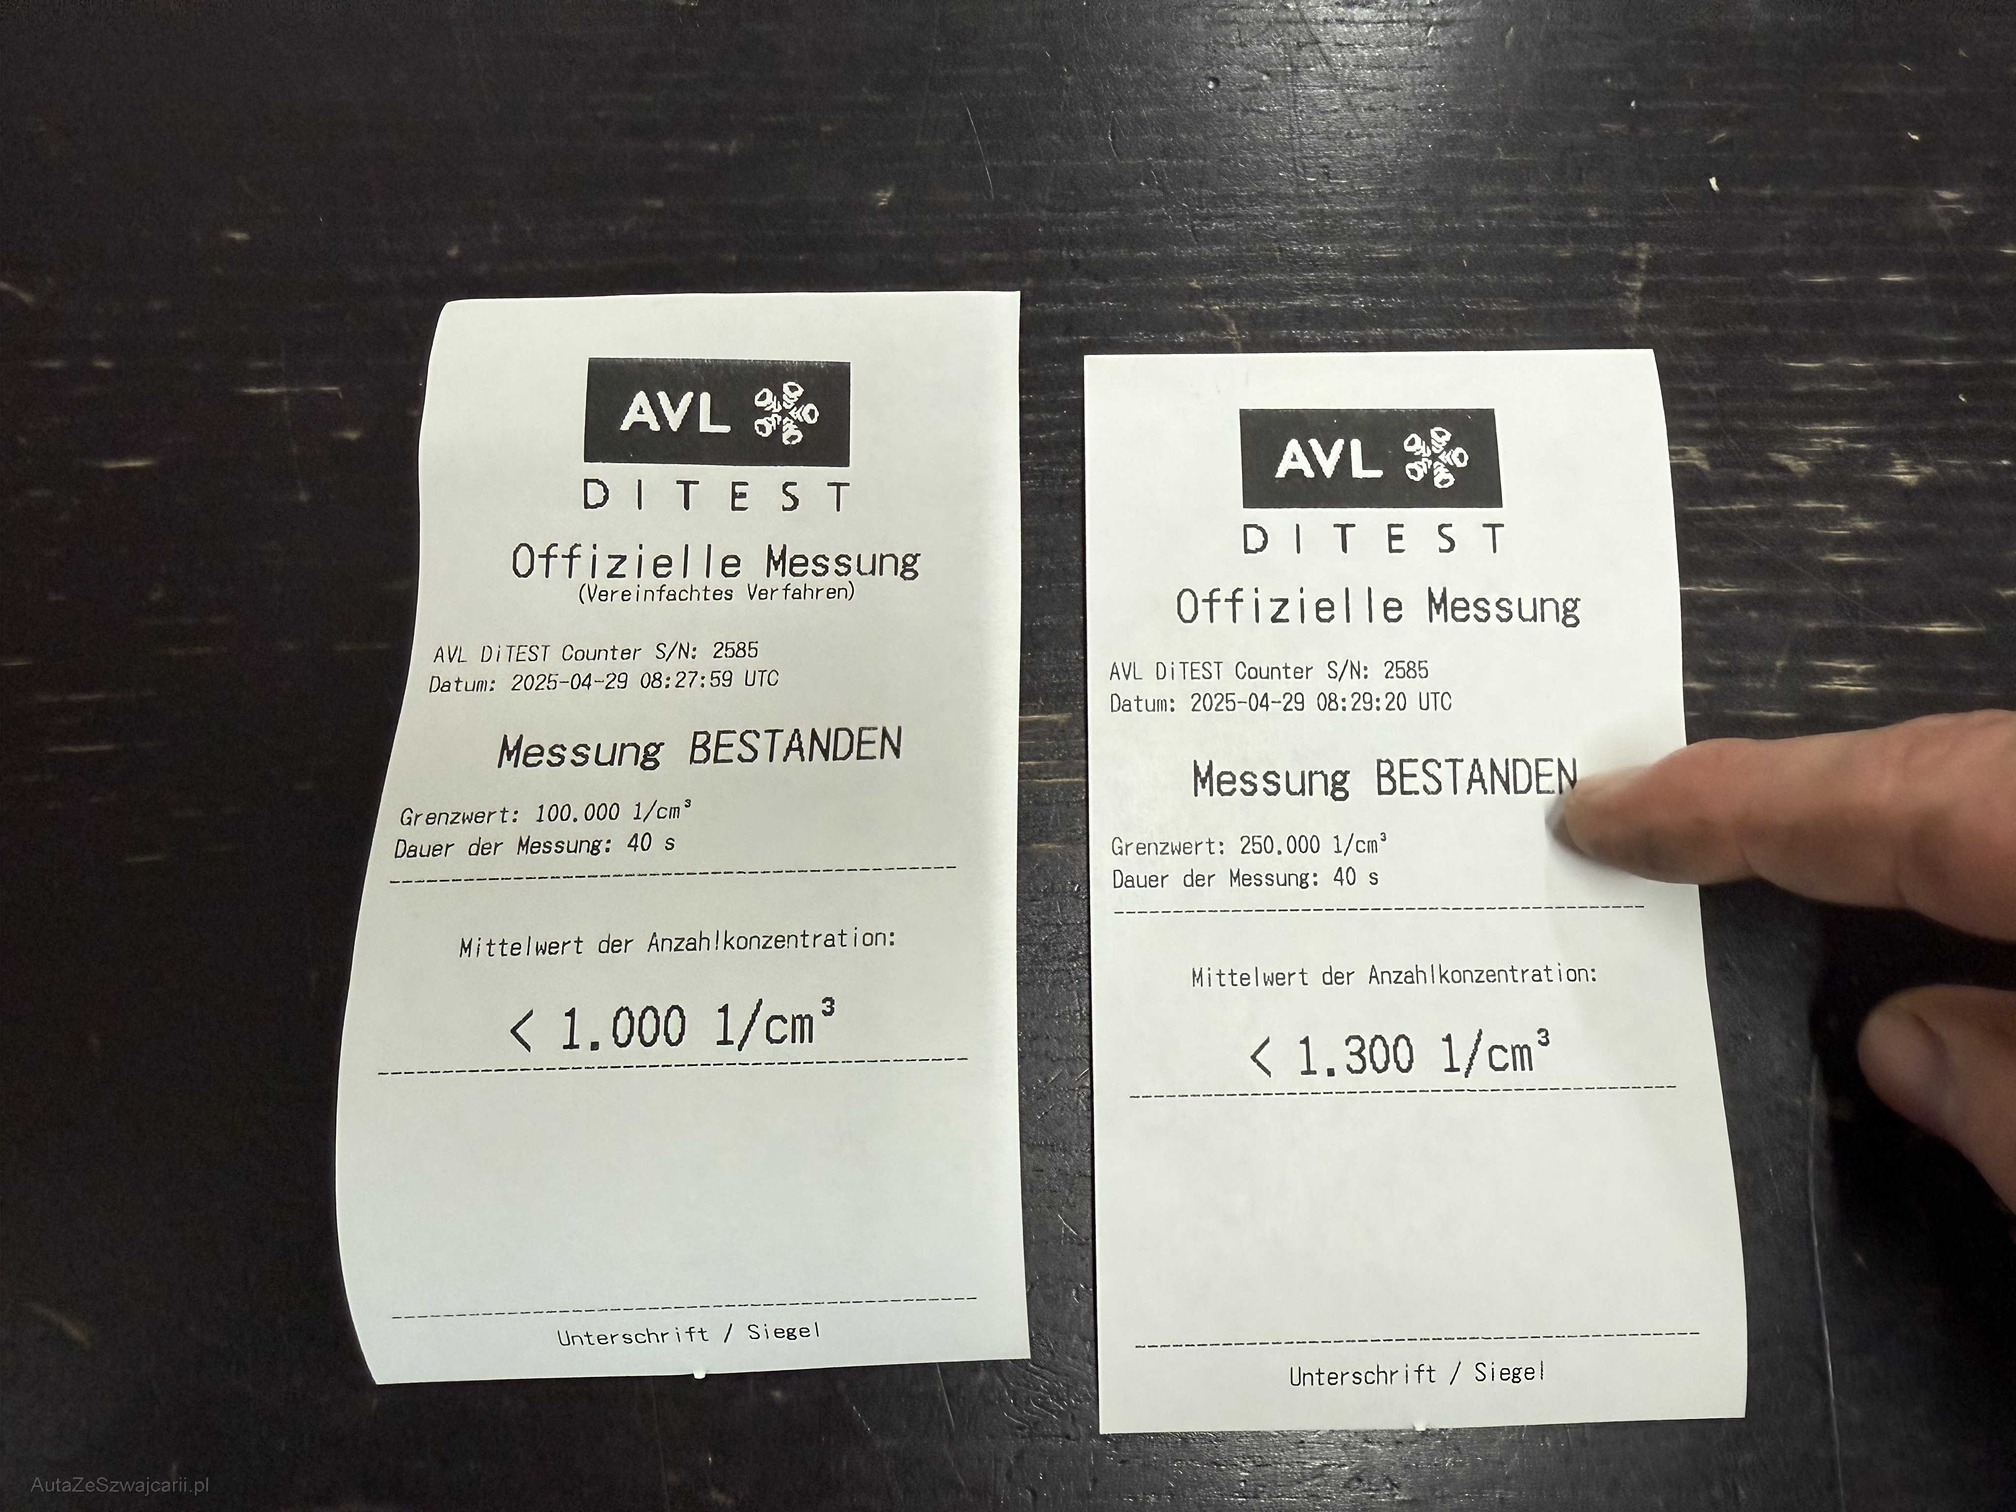 AVL
DITEST
Offizielle Messung
(Vereinfachtes Verfahren)
AVL DiTEST Counter S/N: 2585
Datum: 2025-04-29 08:27:59 UTC
Messung BESTANDEN
Grenzwert: 100.000 1/cm³
Dauer der Messung: 40 s
Mittelwert der Anzahlkonzentration:
< 1.000 1/cm³
Unterschrift / Siegel
AVL
DITEST
Offizielle Messung
AVL DiTEST Counter S/N: 2585
Datum: 2025-04-29 08:29:20 UTC
Messung BESTANDEN
Grenzwert: 250.000 1/cm³
Dauer der Messung: 40 s
Mittelwert der Anzahlkonzentration:
< 1.300 1/cm³
Unterschrift / Siegel
AutaZeSzwajcarii.pl